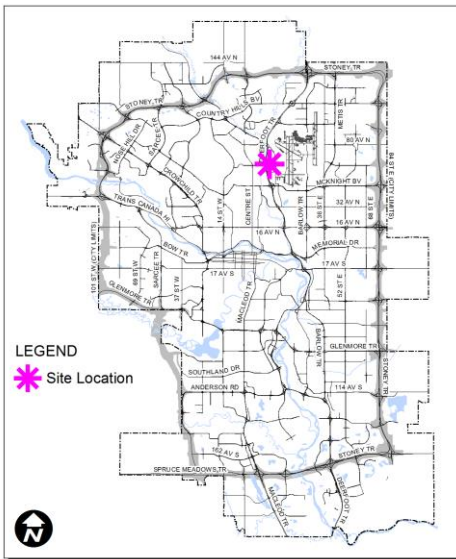 144 AV N
STONEY TR
STONEY TR
COUNTRY HILLS BV
METIS TR
NOSE HILL DR
SARCEE TR
80 AV N
CROWCHILD TR
MCKNIGHT BV
TRANS CANADA HI
14 ST W
CENTRE ST
BARLOW TR
36 ST E
32 AV N
68 ST E
84 ST E (CITY LIMITS)
16 AV N
16 AV N
101 ST W (CITY LIMITS)
BOW TR
MEMORIAL DR
17 AV S
17 AV S
69 ST W
SARCEE TR
37 ST W
MACLEOD TR
52 ST E
GLENMORE TR
BARLOW TR
GLENMORE TR
LEGEND
Site Location
SOUTHLAND DR
ANDERSON RD
114 AV S
STONEY TR
162 AV S
STONEY TR
SPRUCE MEADOWS TR
MACLEOD TR
DEERFOOT TR
N